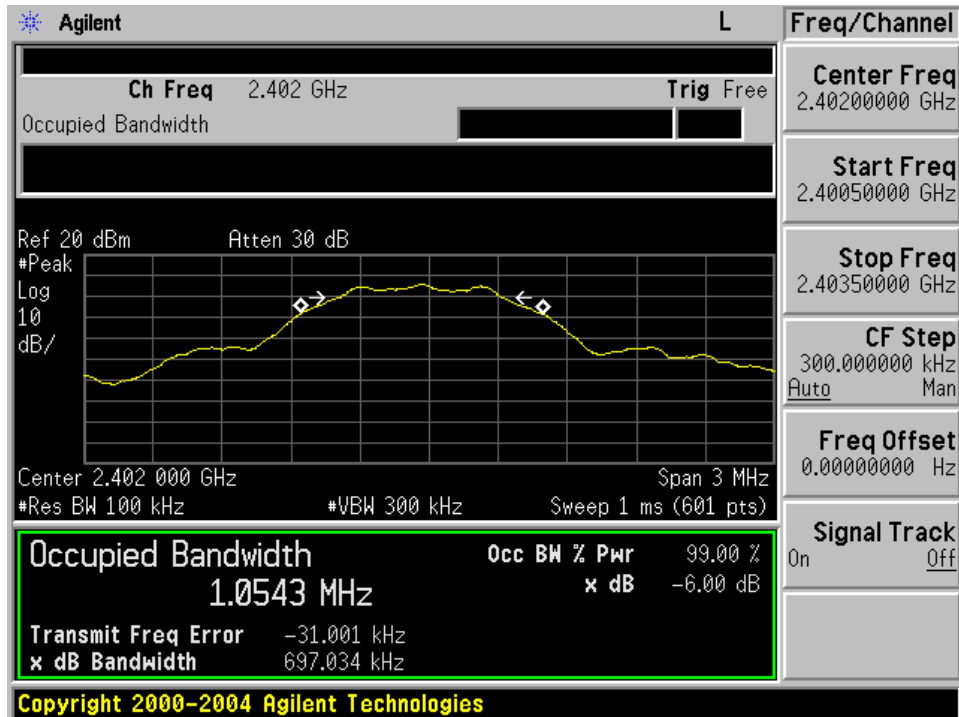 Agilent L Freq/Channel
Ch Freq 2.402 GHz Trig Free
Occupied Bandwidth
Center Freq
2.40200000 GHz
Start Freq
2.40050000 GHz
Stop Freq
2.40350000 GHz
CF Step
300.000000 kHz
Auto Man
Freq Offset
0.00000000 Hz
Signal Track
On Off
Ref 20 dBm Atten 30 dB
#Peak
Log
10
dB/
Center 2.402 000 GHz Span 3 MHz
#Res BW 100 kHz #VBW 300 kHz Sweep 1 ms (601 pts)
Occupied Bandwidth Occ BW % Pwr 99.00 %
1.0543 MHz x dB -6.00 dB
Transmit Freq Error -31.001 kHz
x dB Bandwidth 697.034 kHz
Copyright 2000-2004 Agilent Technologies